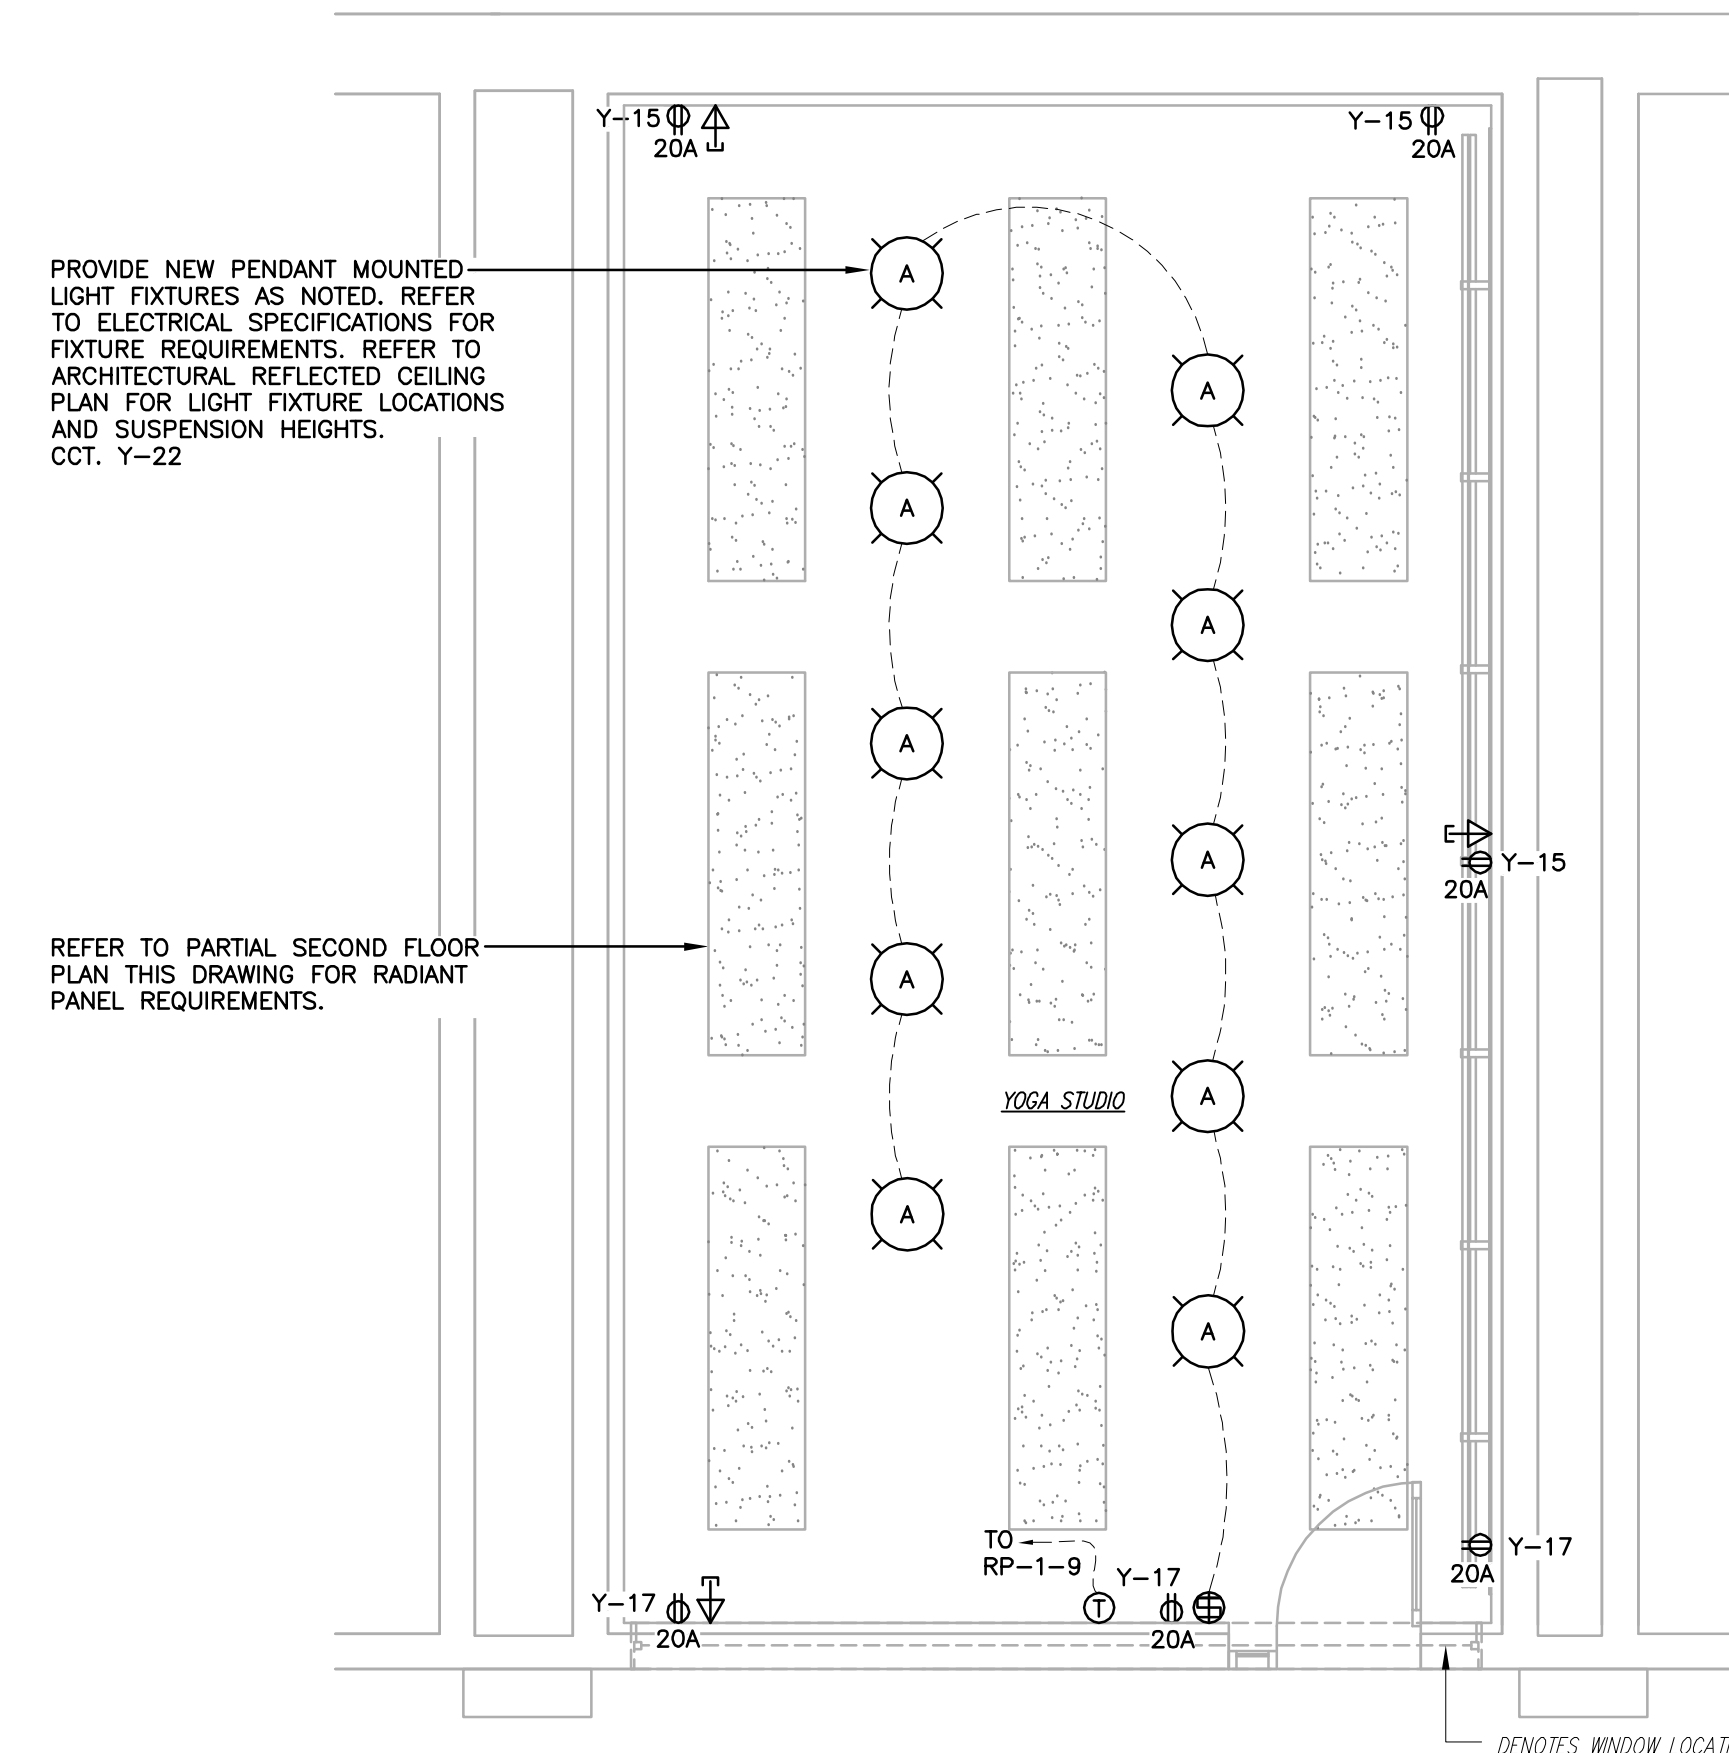 Y-15
20A
Y-15
20A
PROVIDE NEW PENDANT MOUNTED
LIGHT FIXTURES AS NOTED. REFER
TO ELECTRICAL SPECIFICATIONS FOR
FIXTURE REQUIREMENTS. REFER TO
ARCHITECTURAL REFLECTED CEILING
PLAN FOR LIGHT FIXTURE LOCATIONS
AND SUSPENSION HEIGHTS.
CCT. Y-22
A
A
A
A
A
A
Y-15
20A
REFER TO PARTIAL SECOND FLOOR
PLAN THIS DRAWING FOR RADIANT
PANEL REQUIREMENTS.
A
A
YOGA STUDIO
A
A
TO
RP-1-9
Y-17
20A
Y-17
20A
T
Y-17
20A
DENOTES WINDOW